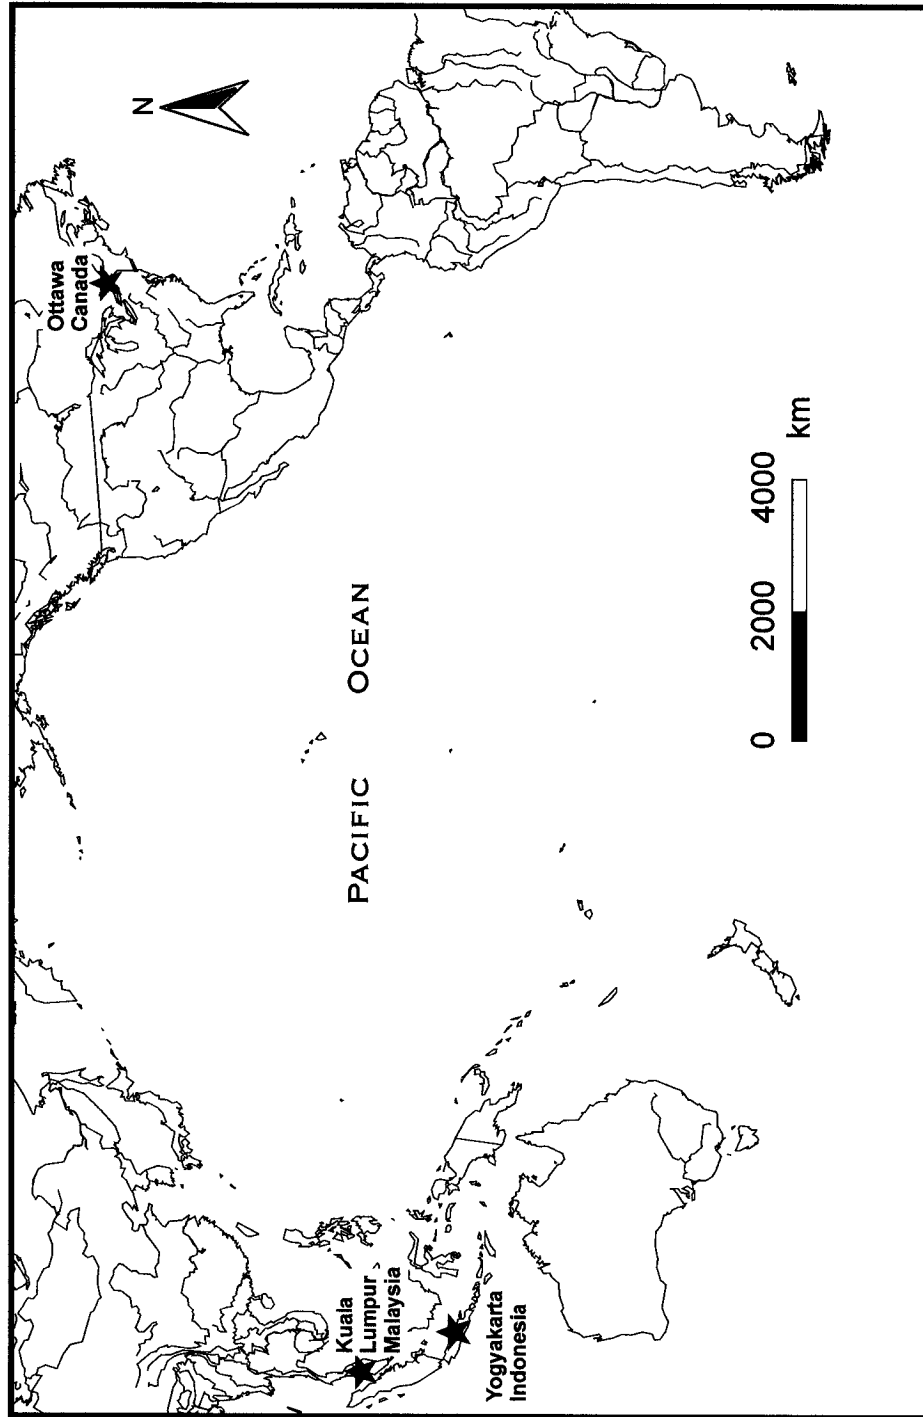 N
Ottawa
Canada
PACIFIC OCEAN
Kuala
Lumpur
Malaysia
Yogyakarta
Indonesia
0 2000 4000
km